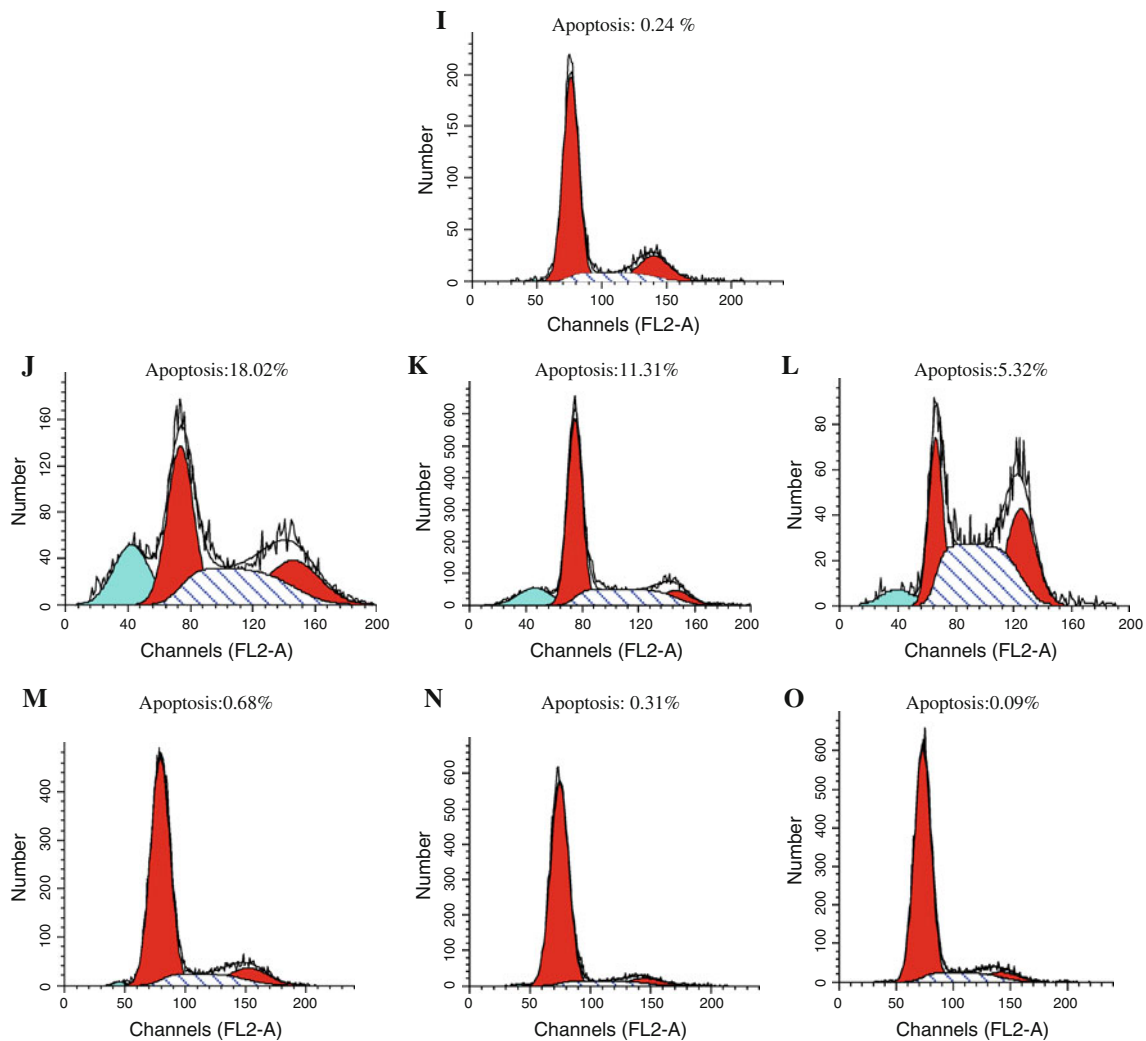 I
Apoptosis: 0.24 %
Number
200
150
100
50
0
0 50 100 150 200
Channels (FL2-A)
J
Apoptosis:18.02%
Number
160
120
80
40
0
0 40 80 120 160 200
Channels (FL2-A)
K
Apoptosis:11.31%
Number
600
500
400
300
200
100
0
0 40 80 120 160 200
Channels (FL2-A)
L
Apoptosis:5.32%
Number
80
60
40
20
0
0 40 80 120 160 200
Channels (FL2-A)
M
Apoptosis:0.68%
Number
400
300
200
100
0
0 50 100 150 200
Channels (FL2-A)
N
Apoptosis: 0.31%
Number
600
500
400
300
200
100
0
0 50 100 150 200
Channels (FL2-A)
O
Apoptosis:0.09%
Number
600
500
400
300
200
100
0
0 50 100 150 200
Channels (FL2-A)